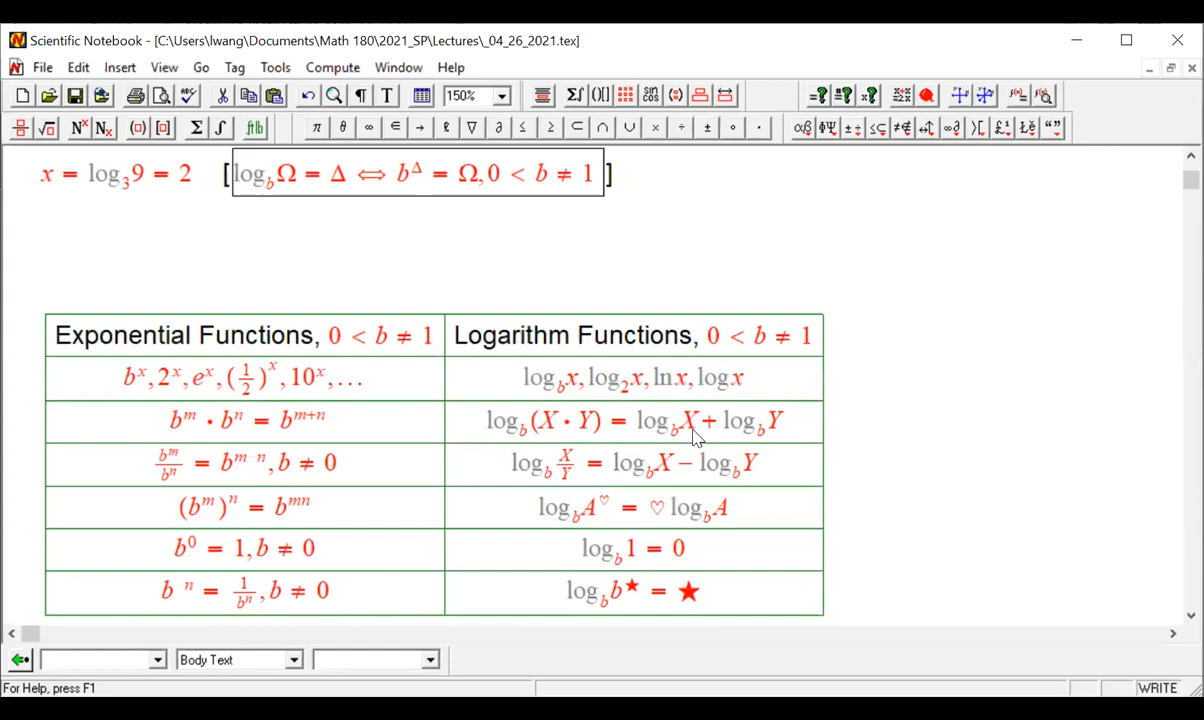 Scientific Notebook - [C:\Users\lwang\Documents\Math 180\2021_SP\Lectures\_04_26_2021.tex]
File Edit Insert View Go Tag Tools Compute Window Help
150%
x = log₃9 = 2 [log_b Ω = Δ ⟺ b^Δ = Ω, 0 < b ≠ 1]
Exponential Functions, 0 < b ≠ 1 Logarithm Functions, 0 < b ≠ 1
b^x, 2^x, e^x, (1/2)^x, 10^x, … log_b x, log₂x, ln x, log x
b^m · b^n = b^{m+n} log_b(X · Y) = log_b X + log_b Y
b^m/b^n = b^{m n}, b ≠ 0 log_b X/Y = log_b X − log_b Y
(b^m)^n = b^{mn} log_b A^♡ = ♡ log_b A
b^0 = 1, b ≠ 0 log_b 1 = 0
b^n = 1/b^n, b ≠ 0 log_b b^★ = ★
Body Text
For Help, press F1 WRITE